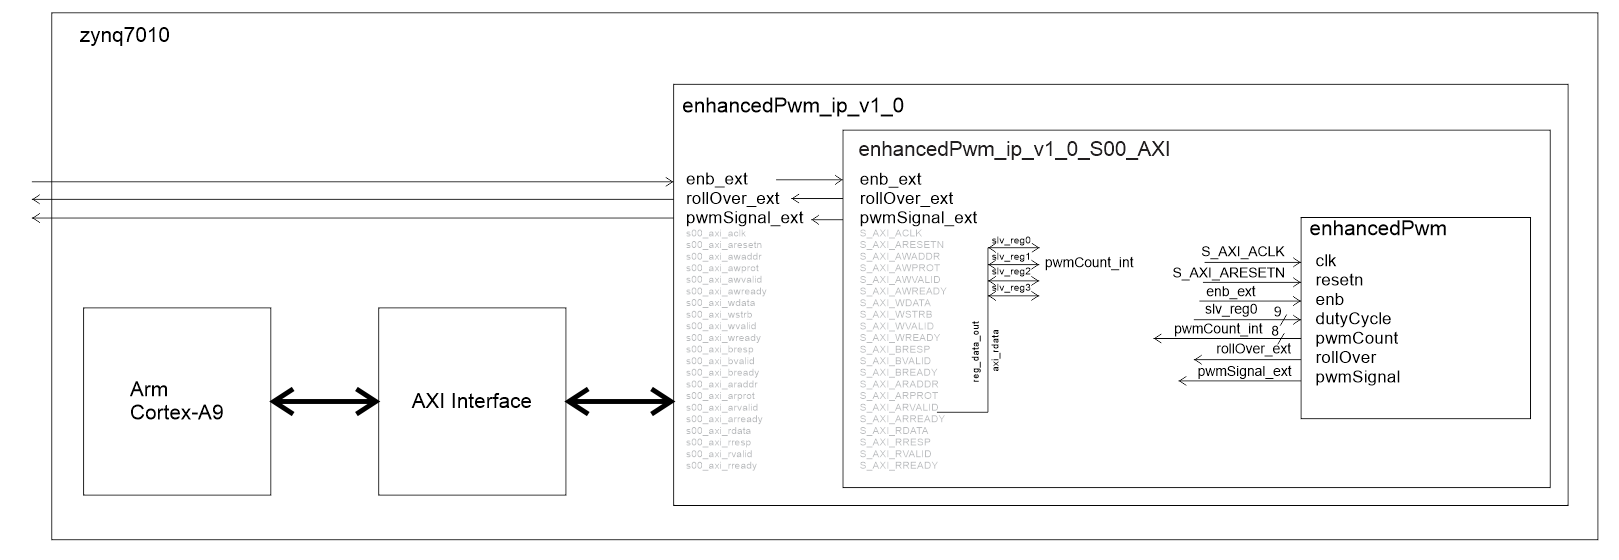 zynq7010
enhancedPwm_ip_v1_0
enhancedPwm_ip_v1_0_S00_AXI
enb_ext
rollOver_ext
pwmSignal_ext
s00_axi_aclk
s00_axi_aresetn
s00_axi_awaddr
s00_axi_awprot
s00_axi_awvalid
s00_axi_awready
s00_axi_wdata
s00_axi_wstrb
s00_axi_wvalid
s00_axi_wready
s00_axi_bresp
s00_axi_bvalid
s00_axi_bready
s00_axi_araddr
s00_axi_arprot
s00_axi_arvalid
s00_axi_arready
s00_axi_rdata
s00_axi_rresp
s00_axi_rvalid
s00_axi_rready
enb_ext
rollOver_ext
pwmSignal_ext
S_AXI_ACLK
S_AXI_ARESETN
S_AXI_AWADDR
S_AXI_AWPROT
S_AXI_AWVALID
S_AXI_AWREADY
S_AXI_WDATA
S_AXI_WSTRB
S_AXI_WVALID
S_AXI_WREADY
S_AXI_BRESP
S_AXI_BVALID
S_AXI_BREADY
S_AXI_ARADDR
S_AXI_ARPROT
S_AXI_ARVALID
S_AXI_ARREADY
S_AXI_RDATA
S_AXI_RRESP
S_AXI_RVALID
S_AXI_RREADY
slv_reg0
slv_reg1
slv_reg2
slv_reg3
pwmCount_int
reg_data_out
axi_rdata
S_AXI_ACLK
S_AXI_ARESETN
enb_ext
slv_reg0 9
pwmCount_int 8
rollOver_ext
pwmSignal_ext
enhancedPwm
clk
resetn
enb
dutyCycle
pwmCount
rollOver
pwmSignal
Arm
Cortex-A9
AXI Interface